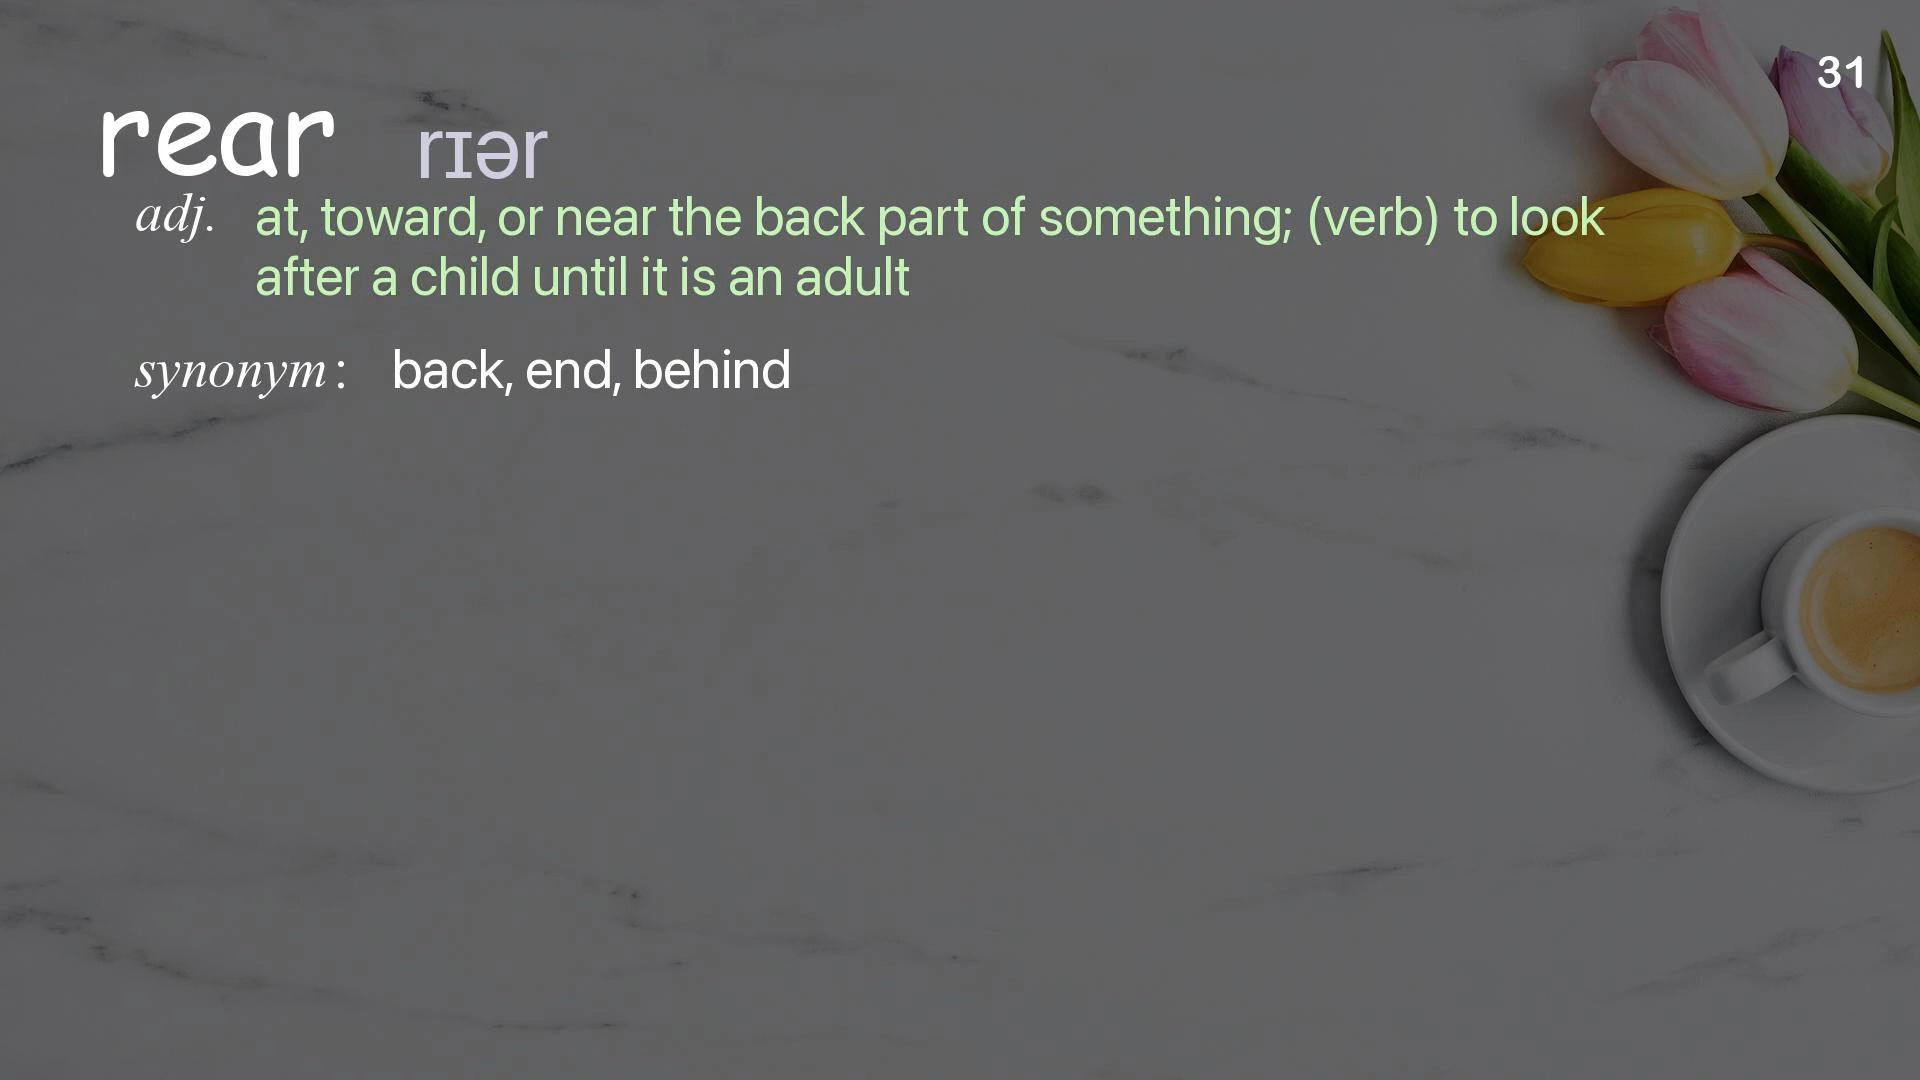 31
rear rɪər
adj. at, toward, or near the back part of something; (verb) to look
after a child until it is an adult
synonym: back, end, behind